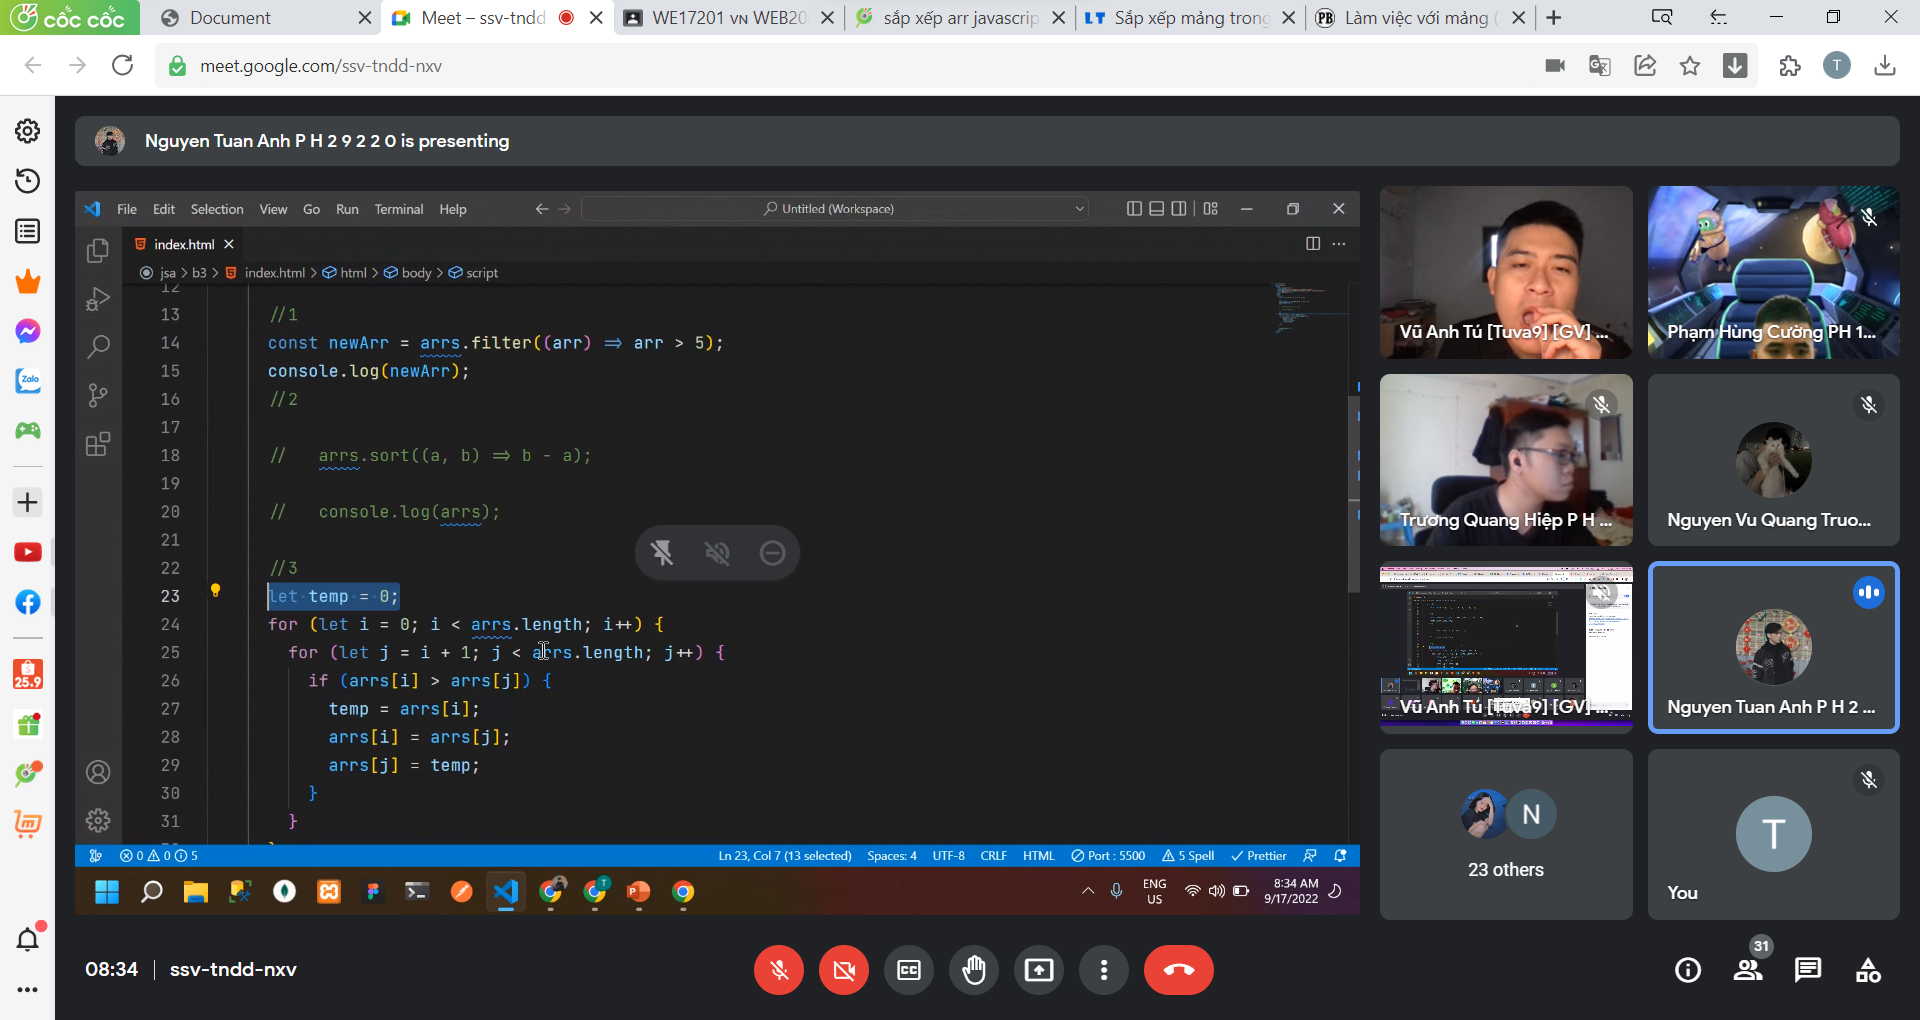 cốc cốc
Document
Meet – ssv-tndd
WE17201 VN WEB20
sắp xếp arr javascrip
LT
Sắp xếp mảng trong
PB
Làm việc với mảng (
meet.google.com/ssv-tndd-nxv
T
Nguyen Tuan Anh P H 2 9 2 2 0 is presenting
File Edit Selection View Go Run Terminal Help
Untitled (Workspace)
index.html
jsa > b3 > index.html > html > body > script
12
13 //1
14 const newArr = arrs.filter((arr) ⇒ arr > 5);
15 console.log(newArr);
16 //2
17
18 // arrs.sort((a, b) ⇒ b - a);
19
20 // console.log(arrs);
21
22 //3
23 let temp = 0;
24 for (let i = 0; i < arrs.length; i++) {
25 for (let j = i + 1; j < arrs.length; j++) {
26 if (arrs[i] > arrs[j]) {
27 temp = arrs[i];
28 arrs[i] = arrs[j];
29 arrs[j] = temp;
30 }
31 }
0 0 5
Ln 23, Col 7 (13 selected) Spaces: 4 UTF-8 CRLF HTML Port : 5500 5 Spell Prettier
ENG
US
8:34 AM
9/17/2022
Zalo
25.9
Vũ Anh Tú [Tuva9] [GV] ...
Phạm Hùng Cường PH 1...
Trương Quang Hiệp P H ...
Nguyen Vu Quang Truo...
Vũ Anh Tú [Tuva9] [GV] ...
Nguyen Tuan Anh P H 2 ...
N
23 others
T
You
08:34 | ssv-tndd-nxv
CC
31